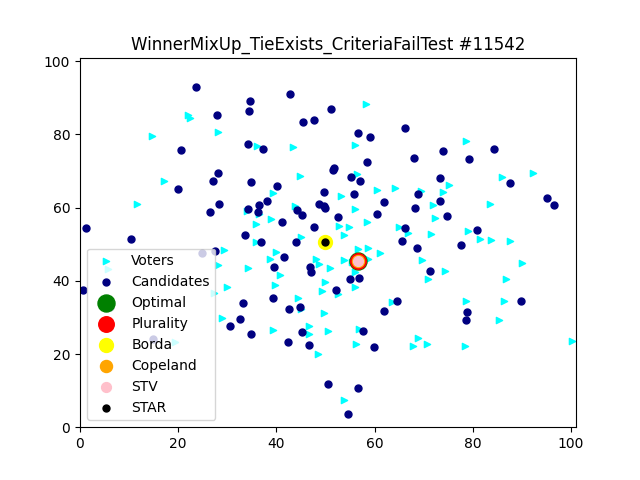 WinnerMixUp_TieExists_CriteriaFailTest #11542
100
80
60
40
20
0
Voters
Candidates
Optimal
Plurality
Borda
Copeland
STV
STAR
0 20 40 60 80 100